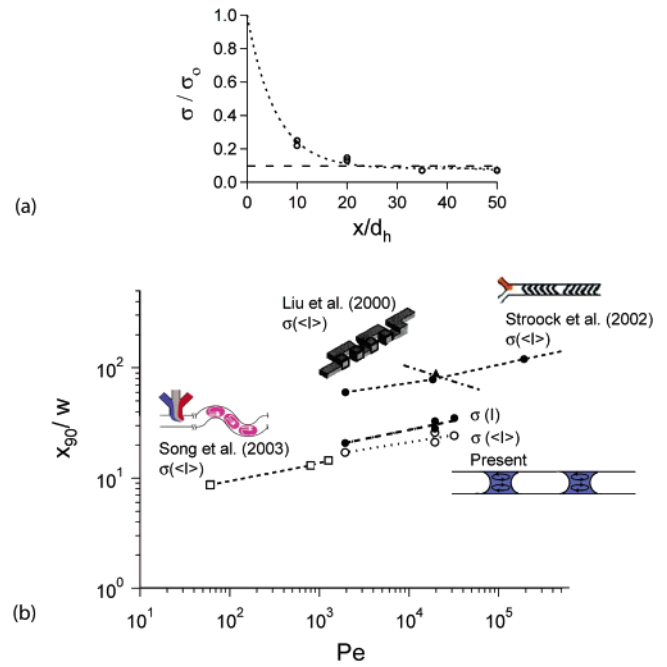 1.0
0.8
0.6
0.4
0.2
0.0
σ / σo
0 10 20 30 40 50
x/dh
(a)
Liu et al. (2000)
σ(<I>)
Stroock et al. (2002)
σ(<I>)
10²
10¹
10⁰
x90/ w
Song et al. (2003)
σ(<I>)
σ (I)
σ (<I>)
Present
10¹ 10² 10³ 10⁴ 10⁵
Pe
(b)